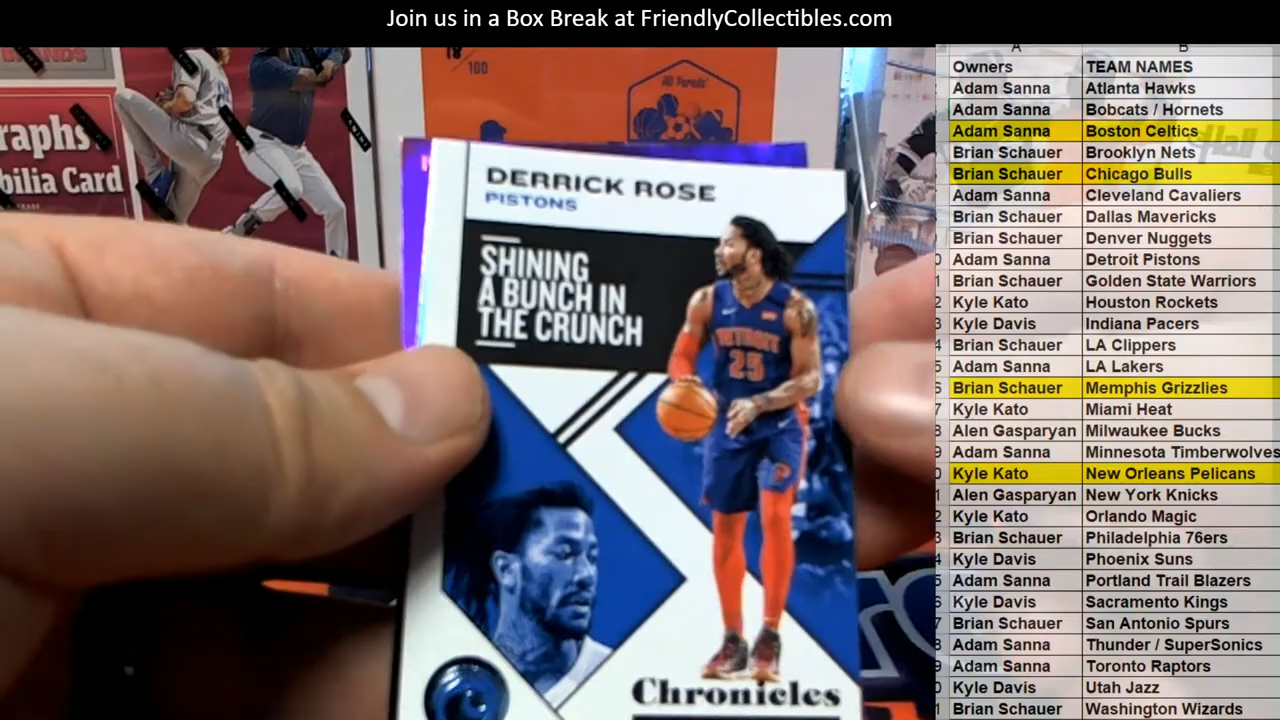 Join us in a Box Break at FriendlyCollectibles.com
raphs
bilia Card
/100
DERRICK ROSE
PISTONS
SHINING
A BUNCH IN
THE CRUNCH
DETROIT
25
Chronicles
A B
Owners TEAM NAMES
Adam Sanna Atlanta Hawks
Adam Sanna Bobcats / Hornets
Adam Sanna Boston Celtics
Brian Schauer Brooklyn Nets
Brian Schauer Chicago Bulls
Adam Sanna Cleveland Cavaliers
Brian Schauer Dallas Mavericks
Brian Schauer Denver Nuggets
Adam Sanna Detroit Pistons
Brian Schauer Golden State Warriors
Kyle Kato Houston Rockets
Kyle Davis Indiana Pacers
Brian Schauer LA Clippers
Adam Sanna LA Lakers
Brian Schauer Memphis Grizzlies
Kyle Kato Miami Heat
Alen Gasparyan Milwaukee Bucks
Adam Sanna Minnesota Timberwolves
Kyle Kato New Orleans Pelicans
Alen Gasparyan New York Knicks
Kyle Kato Orlando Magic
Brian Schauer Philadelphia 76ers
Kyle Davis Phoenix Suns
Adam Sanna Portland Trail Blazers
Kyle Davis Sacramento Kings
Brian Schauer San Antonio Spurs
Adam Sanna Thunder / SuperSonics
Adam Sanna Toronto Raptors
Kyle Davis Utah Jazz
Brian Schauer Washington Wizards